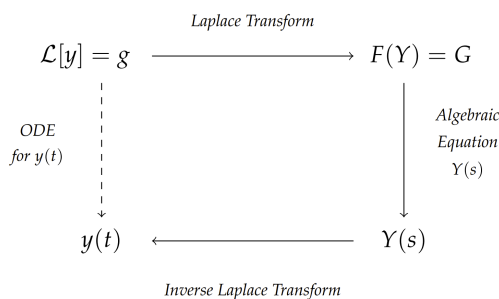 Laplace Transform
ℒ[y] = g
F(Y) = G
ODE
for y(t)
Algebraic
Equation
Y(s)
y(t)
Y(s)
Inverse Laplace Transform